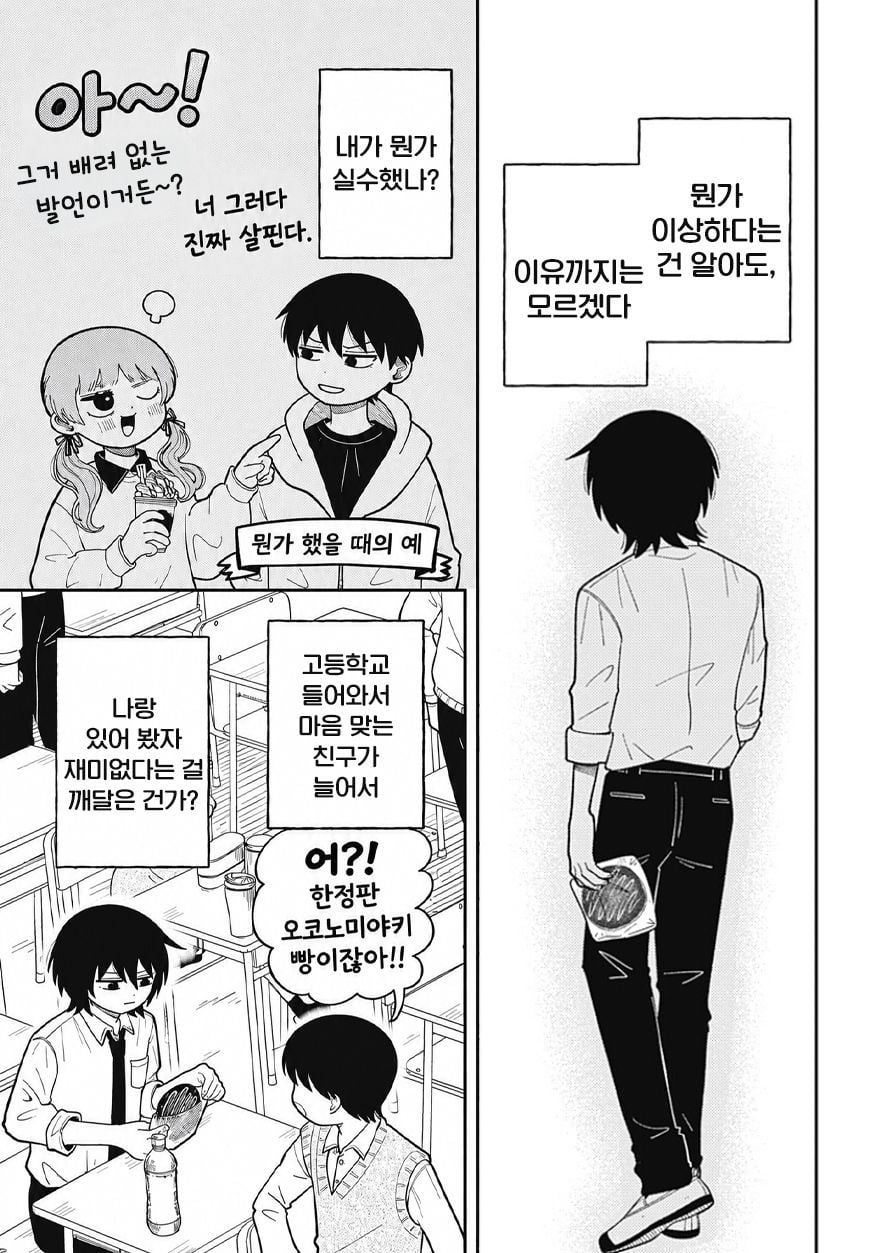 뭔가
이상하다는
건 알아도,
이유까지는
모르겠다
내가 뭔가
실수했나?
아~!
그거 배려 없는
발언이거든~?
너 그러다
진짜 살핀다.
뭔가 했을 때의 예
고등학교
들어와서
마음 맞는
친구가
늘어서
나랑
있어 봤자
재미없다는 걸
깨달은 건가?
어?!
한정판
오코노미야키
빵이잖아!!